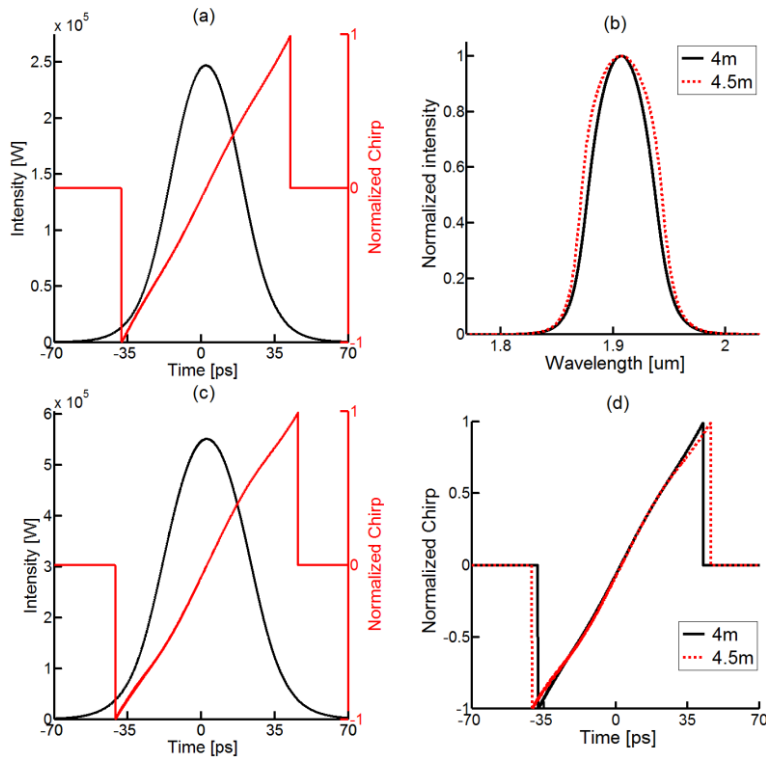 (a)
x 10^5
Intensity [W]
2.5
2
1.5
1
0.5
0
-70
-35
0
35
70
Time [ps]
1
0
-1
Normalized Chirp
(b)
4m
4.5m
Normalized intensity
1
0.8
0.6
0.4
0.2
0
1.8
1.9
2
Wavelength [um]
(c)
x 10^5
Intensity [W]
6
5
4
3
2
1
0
-70
-35
0
35
70
Time [ps]
1
0
-1
Normalized Chirp
(d)
Normalized Chirp
1
0.5
0
-0.5
-1
-70
-35
0
35
70
Time [ps]
4m
4.5m